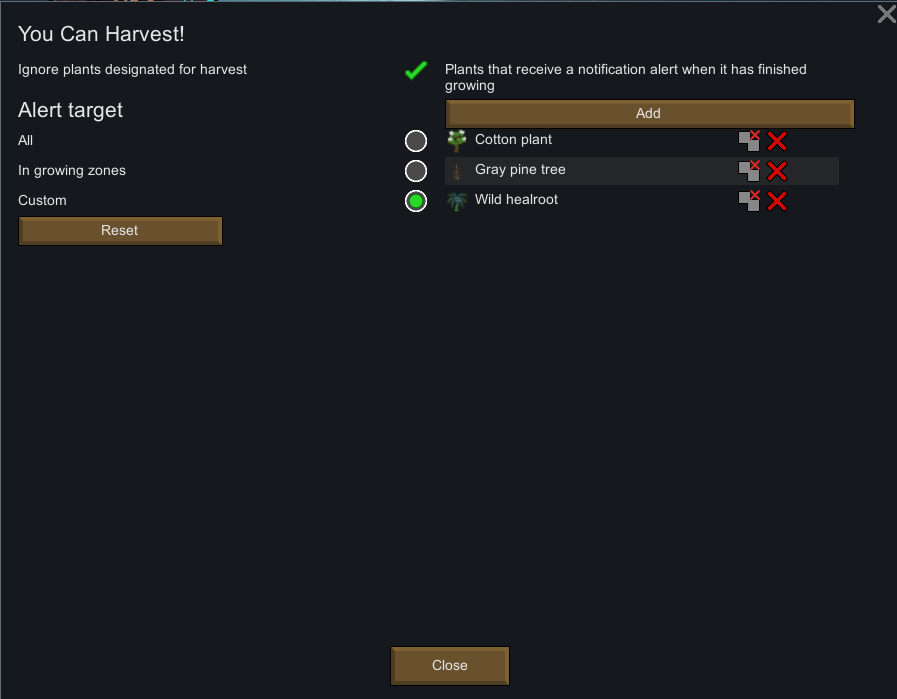 You Can Harvest!
Ignore plants designated for harvest
Alert target
All
In growing zones
Custom
Reset
Plants that receive a notification alert when it has finished
growing
Add
Cotton plant
Gray pine tree
Wild healroot
Close